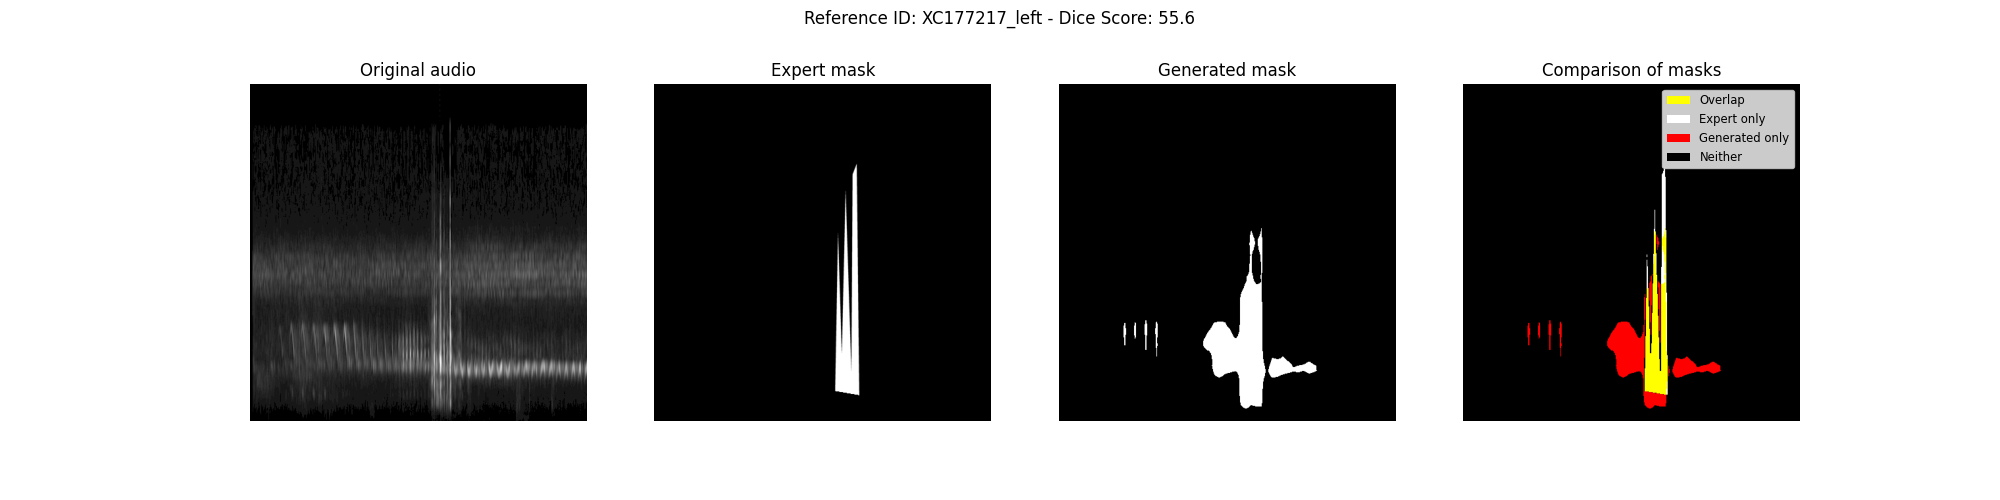 Reference ID: XC177217_left - Dice Score: 55.6
Original audio
Expert mask
Generated mask
Comparison of masks
Overlap
Expert only
Generated only
Neither